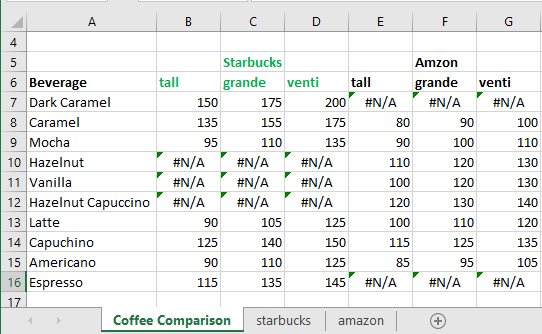 A B C D E F G
4
5 Starbucks Amzon
6 Beverage tall grande venti tall grande venti
7 Dark Caramel 150 175 200 #N/A #N/A #N/A
8 Caramel 135 155 175 80 90 100
9 Mocha 95 110 135 90 100 110
10 Hazelnut #N/A #N/A #N/A 110 120 130
11 Vanilla #N/A #N/A #N/A 100 120 130
12 Hazelnut Capuccino #N/A #N/A #N/A 120 130 140
13 Latte 90 105 125 100 110 120
14 Capuchino 125 140 150 115 125 135
15 Americano 90 110 125 85 95 105
16 Espresso 115 135 145 #N/A #N/A #N/A
17
Coffee Comparison starbucks amazon